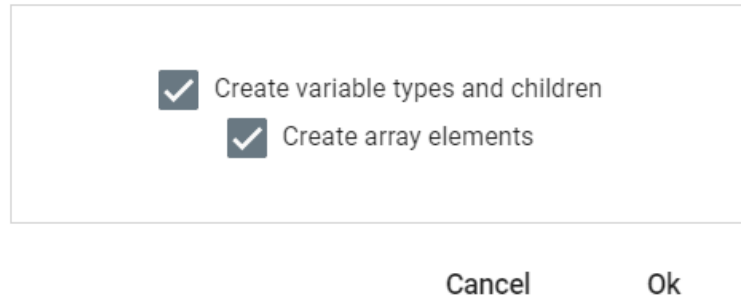 Create variable types and children
Create array elements
Cancel Ok